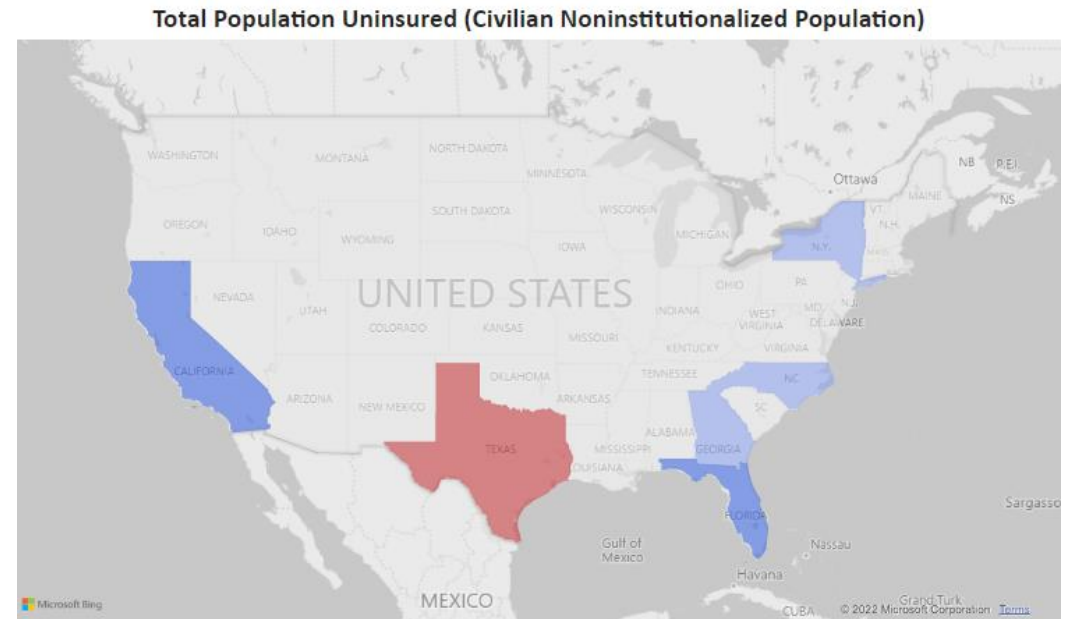 Total Population Uninsured (Civilian Noninstitutionalized Population)
WASHINGTON
MONTANA
NORTH DAKOTA
MINNESOTA
Ottawa
MAINE
NB
P.E.I.
NS
OREGON
IDAHO
WYOMING
SOUTH DAKOTA
WISCONSIN
MICHIGAN
N.Y.
VT.
N.H.
IOWA
UNITED STATES
NEVADA
UTAH
COLORADO
KANSAS
MISSOURI
INDIANA
OHIO
PA
N.J.
MD.
DELAWARE
WEST
VIRGINIA
KENTUCKY
VIRGINIA
CALIFORNIA
ARIZONA
NEW MEXICO
OKLAHOMA
ARKANSAS
TENNESSEE
NC
SC
TEXAS
MISSISSIPPI
ALABAMA
GEORGIA
OUISIANA
FLORIDA
Sargasso
Gulf of
Mexico
Nassau
Havana
MEXICO
CUBA
Grand Turk
Microsoft Bing
© 2022 Microsoft Corporation Terms